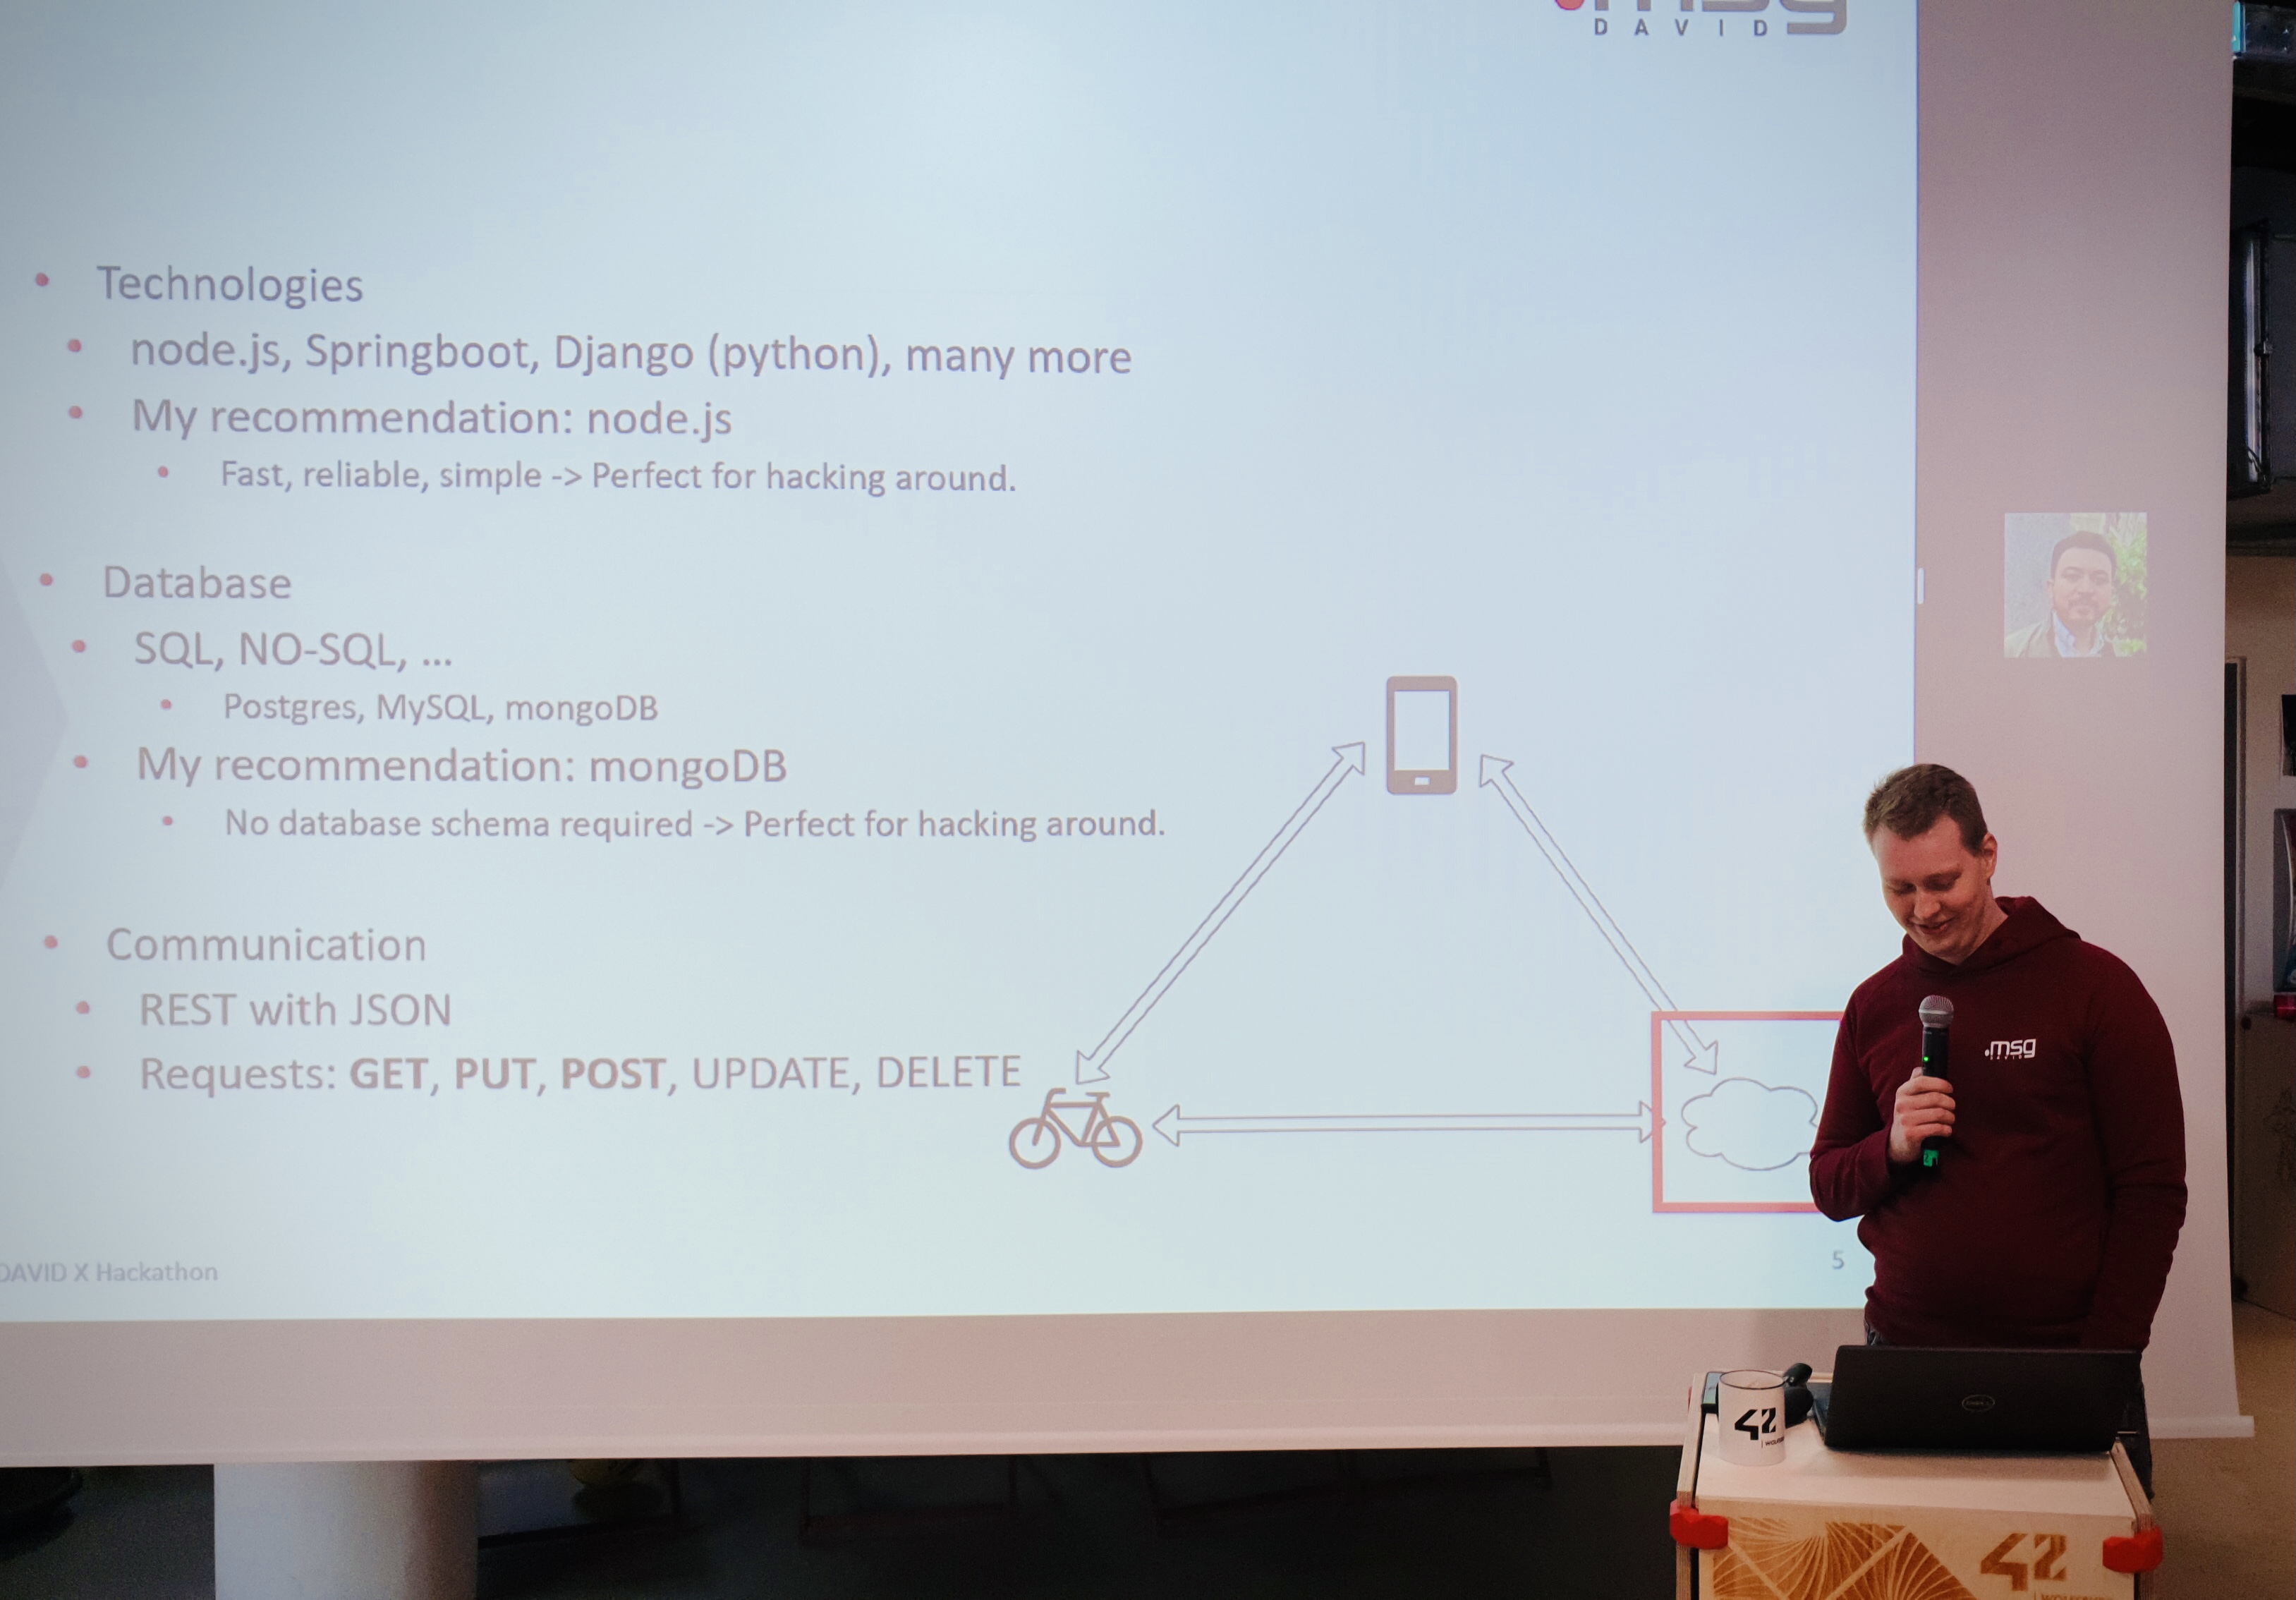 .msg
DAVID
Technologies
node.js, Springboot, Django (python), many more
My recommendation: node.js
Fast, reliable, simple -> Perfect for hacking around.
Database
SQL, NO-SQL, ...
Postgres, MySQL, mongoDB
My recommendation: mongoDB
No database schema required -> Perfect for hacking around.
Communication
REST with JSON
Requests: GET, PUT, POST, UPDATE, DELETE
DAVID X Hackathon
5
.msg
DAVID
42
42